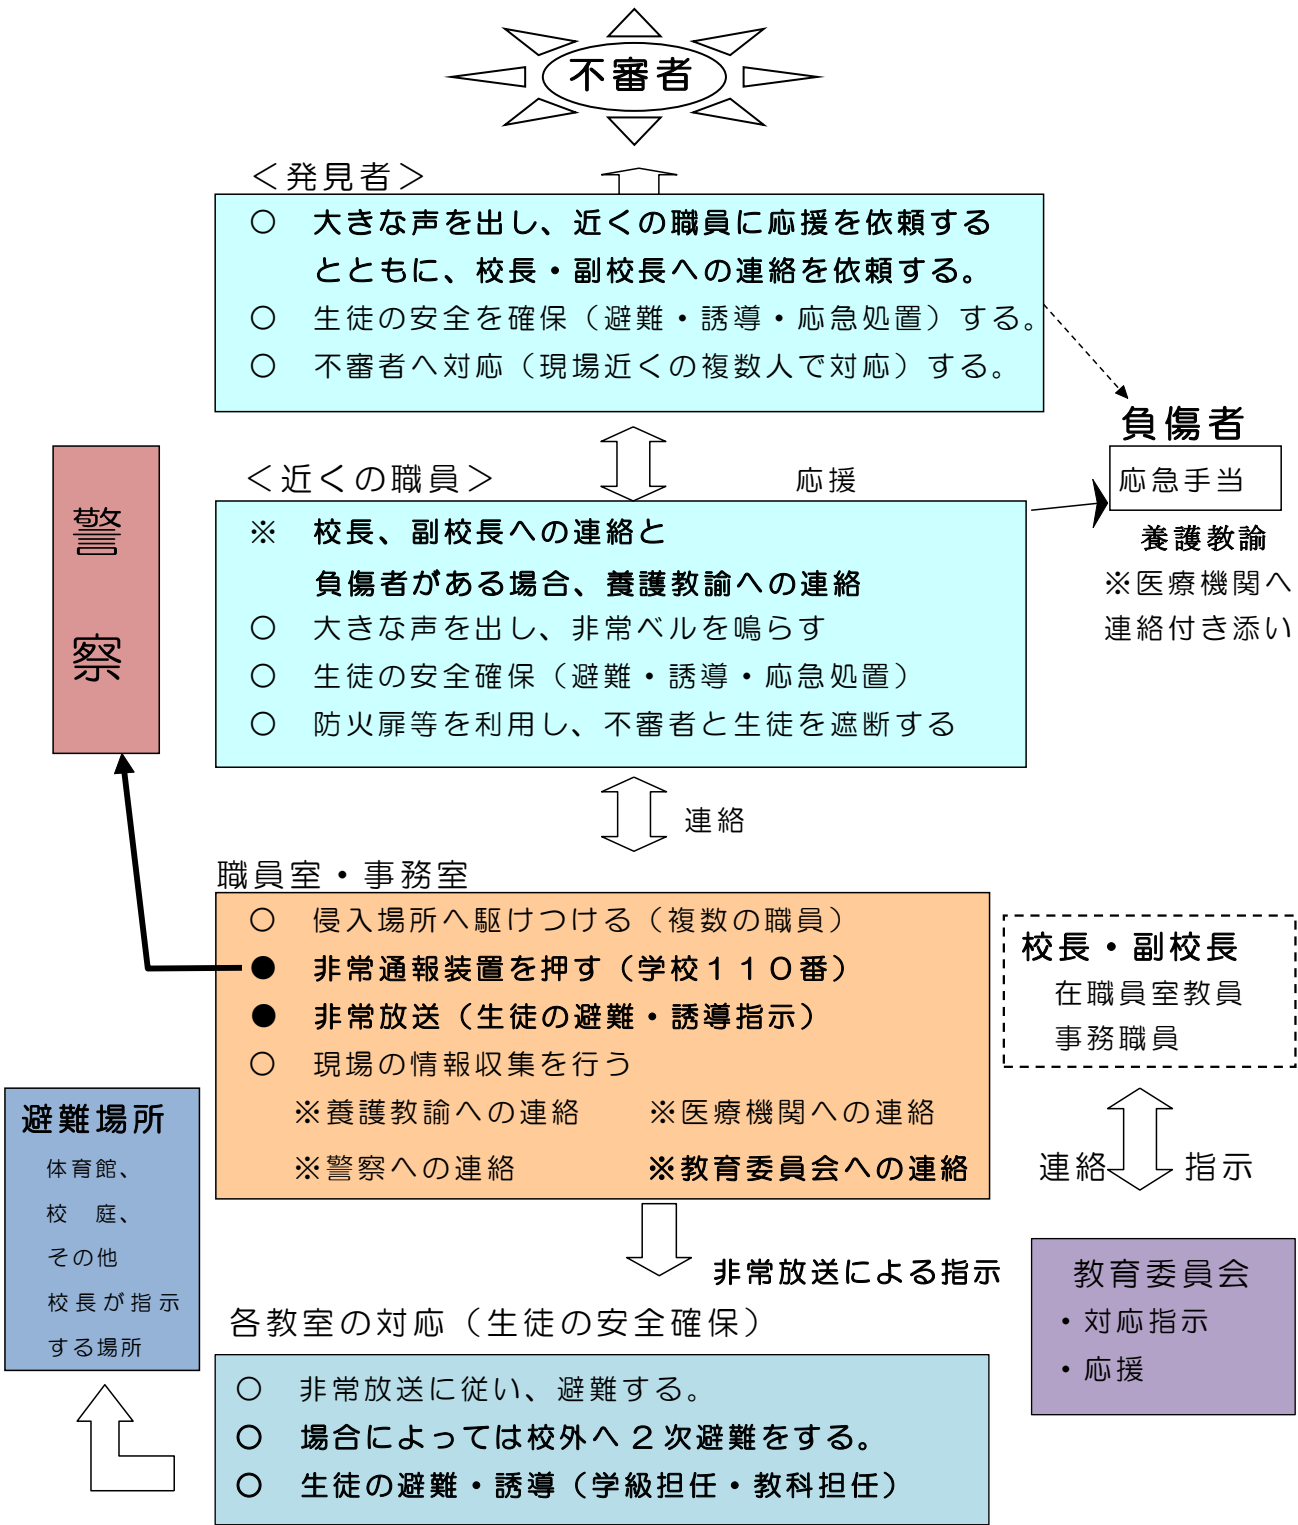 不審者
＜発見者＞
○　大きな声を出し、近くの職員に応援を依頼する
とともに、校長・副校長への連絡を依頼する。
○　生徒の安全を確保（避難・誘導・応急処置）する。
○　不審者へ対応（現場近くの複数人で対応）する。
負傷者
応急手当
養護教諭
※医療機関へ
連絡付き添い
警
察
＜近くの職員＞
応援
※　校長、副校長への連絡と
負傷者がある場合、養護教諭への連絡
○　大きな声を出し、非常ベルを鳴らす
○　生徒の安全確保（避難・誘導・応急処置）
○　防火扉等を利用し、不審者と生徒を遮断する
連絡
職員室・事務室
○　侵入場所へ駆けつける（複数の職員）
●　非常通報装置を押す（学校１１０番）
●　非常放送（生徒の避難・誘導指示）
○　現場の情報収集を行う
※養護教諭への連絡　※医療機関への連絡
※警察への連絡　※教育委員会への連絡
校長・副校長
在職員室教員
事務職員
連絡　指示
教育委員会
・対応指示
・応援
避難場所
体育館、
校　庭、
その他
校長が指示
する場所
非常放送による指示
各教室の対応（生徒の安全確保）
○　非常放送に従い、避難する。
○　場合によっては校外へ２次避難をする。
○　生徒の避難・誘導（学級担任・教科担任）